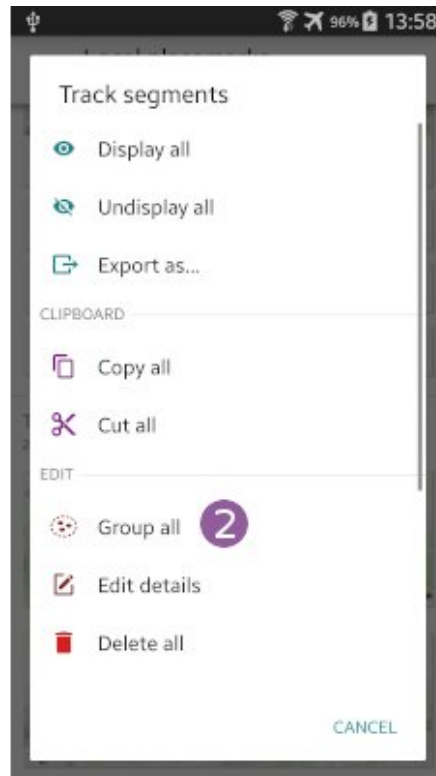 96% 13:58
Track segments
Display all
Undisplay all
Export as...
CLIPBOARD
Copy all
Cut all
EDIT
Group all 2
Edit details
Delete all
CANCEL